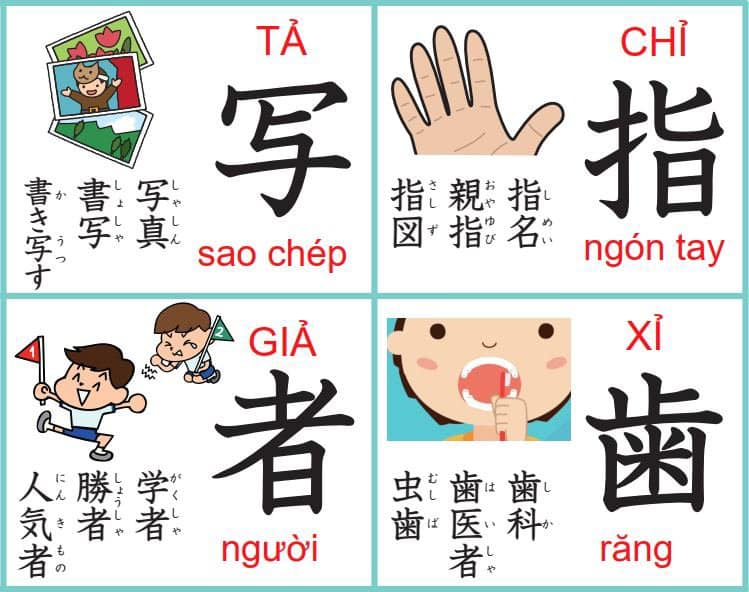 TẢ
写
写真
しゃしん
書写
しょしゃ
書き写す
か うつ
sao chép
CHỈ
指
指名
しめい
親指
おやゆび
指図
さしず
ngón tay
1
2
GIẢ
者
学者
がくしゃ
勝者
しょうしゃ
人気者
にんきもの
người
XỈ
歯
歯科
しか
歯医者
はいしゃ
虫歯
むしば
răng